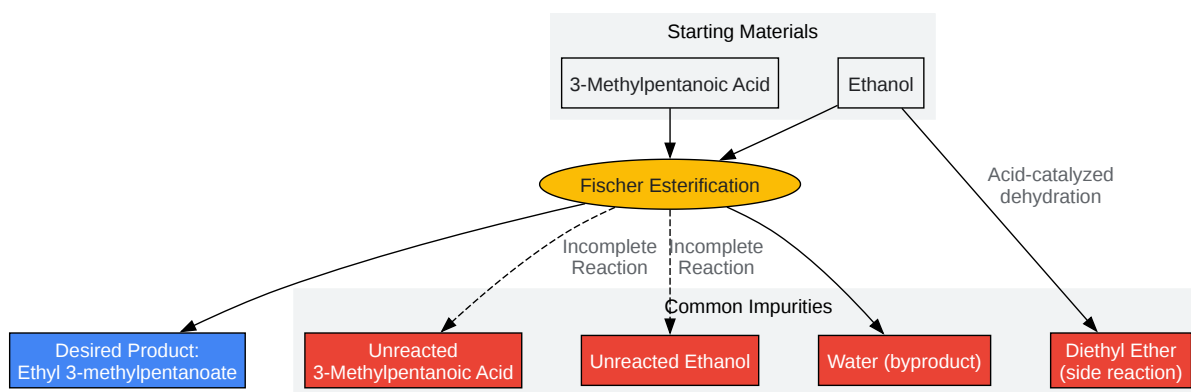 Starting Materials
3-Methylpentanoic Acid
Ethanol
Fischer Esterification
Acid-catalyzed
dehydration
Incomplete
Reaction
Incomplete
Reaction
Common Impurities
Desired Product:
Ethyl 3-methylpentanoate
Unreacted
3-Methylpentanoic Acid
Unreacted Ethanol
Water (byproduct)
Diethyl Ether
(side reaction)